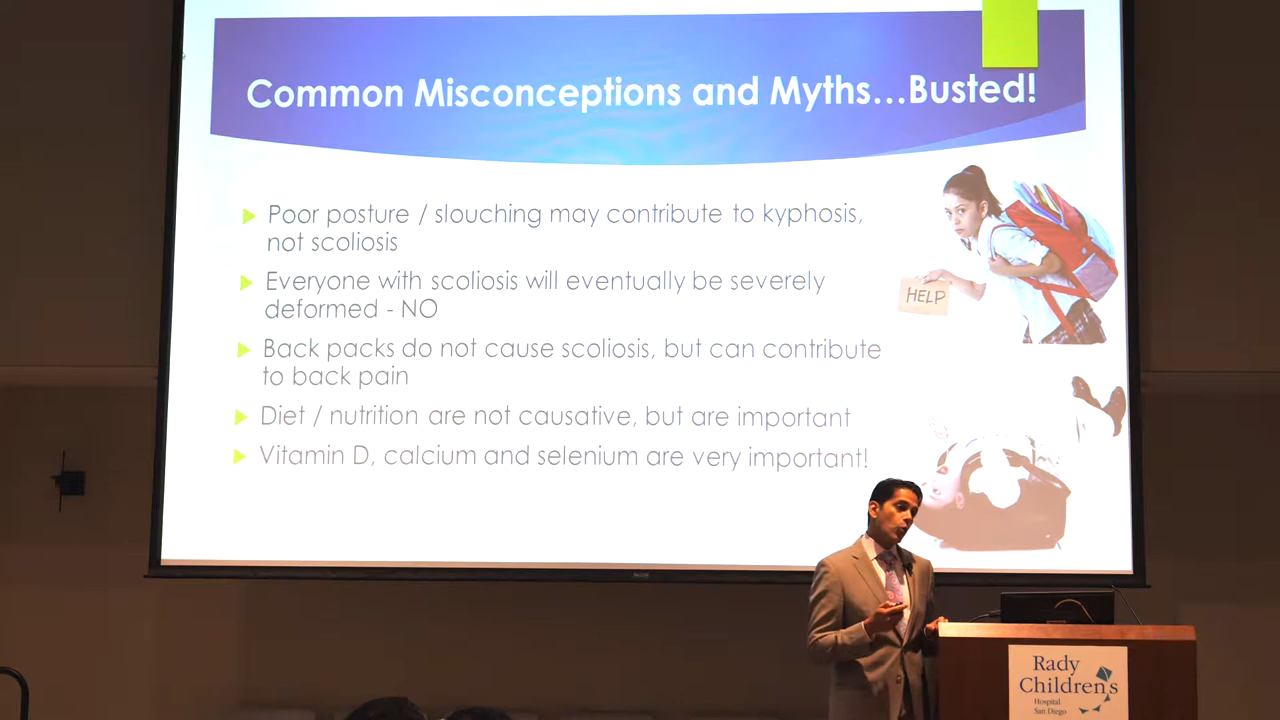 Common Misconceptions and Myths...Busted!
Poor posture / slouching may contribute to kyphosis,
not scoliosis
Everyone with scoliosis will eventually be severely
deformed - NO
Back packs do not cause scoliosis, but can contribute
to back pain
Diet / nutrition are not causative, but are important
Vitamin D, calcium and selenium are very important!
HELP
Rady
Children's
Hospital
San Diego